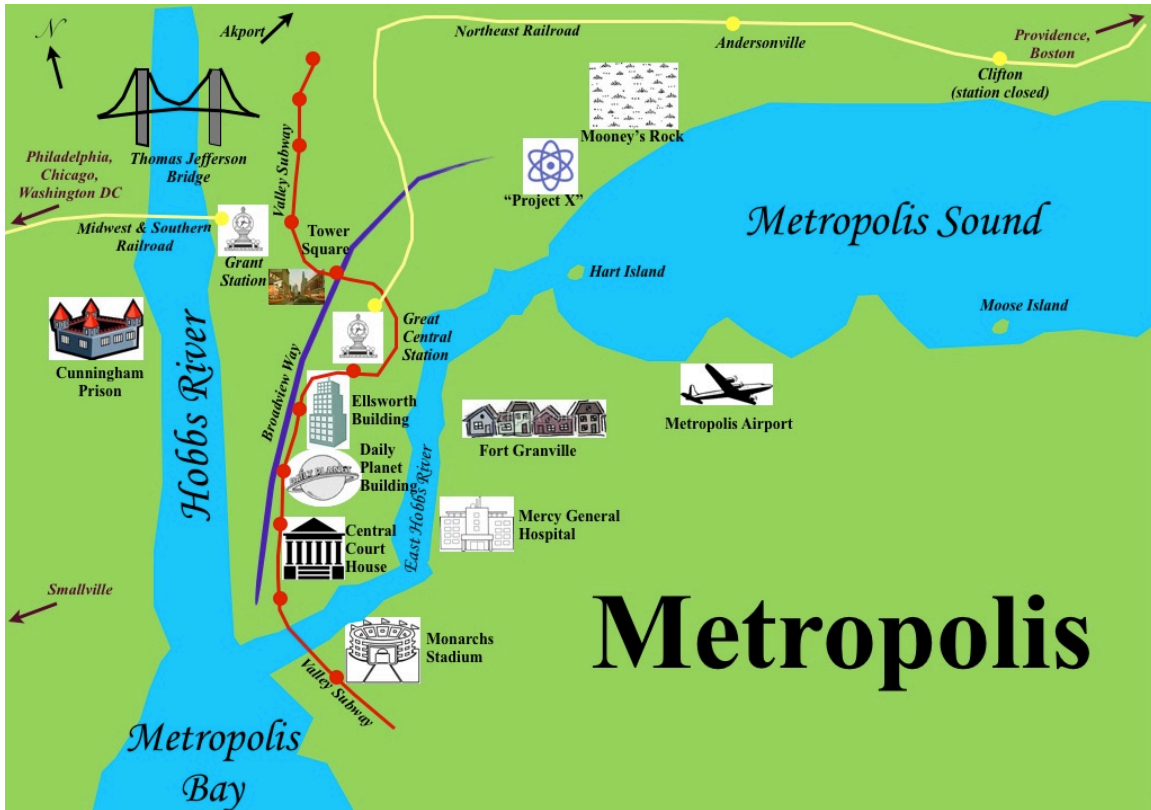 N
Akport
Northeast Railroad
Andersonville
Providence,
Boston
Clifton
(station closed)
Mooney's Rock
Thomas Jefferson
Bridge
Philadelphia,
Chicago,
Washington DC
Valley Subway
"Project X"
Midwest & Southern
Railroad
Grant
Station
Tower
Square
Metropolis Sound
Hart Island
Moose Island
Great
Central
Station
Cunningham
Prison
Hobbs River
Broadview Way
Ellsworth
Building
Metropolis Airport
Fort Granville
DAILY PLANET
Daily
Planet
Building
East Hobbs River
Mercy General
Hospital
Central
Court
House
Smallville
Metropolis
Monarchs
Stadium
Valley Subway
Metropolis
Bay